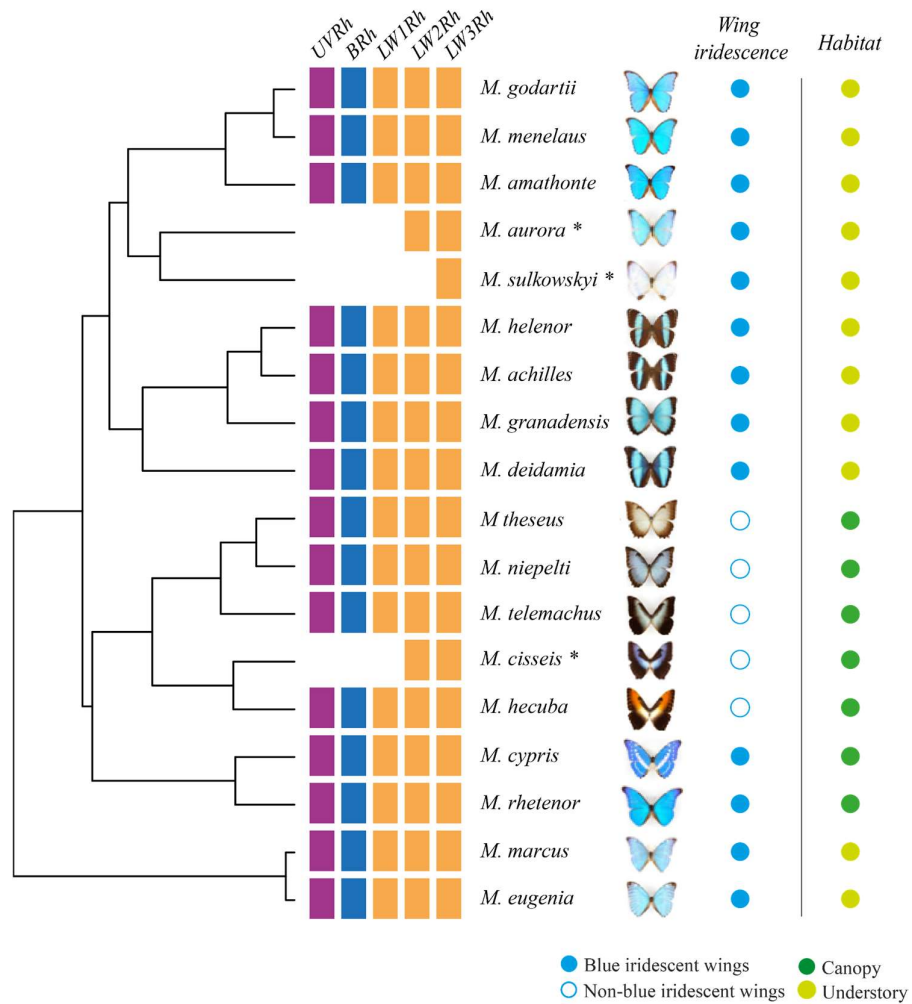 UVRh BRh LW1Rh LW2Rh LW3Rh
Wing
iridescence
Habitat
M. godartii
M. menelaus
M. amathonte
M. aurora *
M. sulkowskyi *
M. helenor
M. achilles
M. granadensis
M. deidamia
M theseus
M. niepelti
M. telemachus
M. cisseis *
M. hecuba
M. cypris
M. rhetenor
M. marcus
M. eugenia
Blue iridescent wings
Non-blue iridescent wings
Canopy
Understory